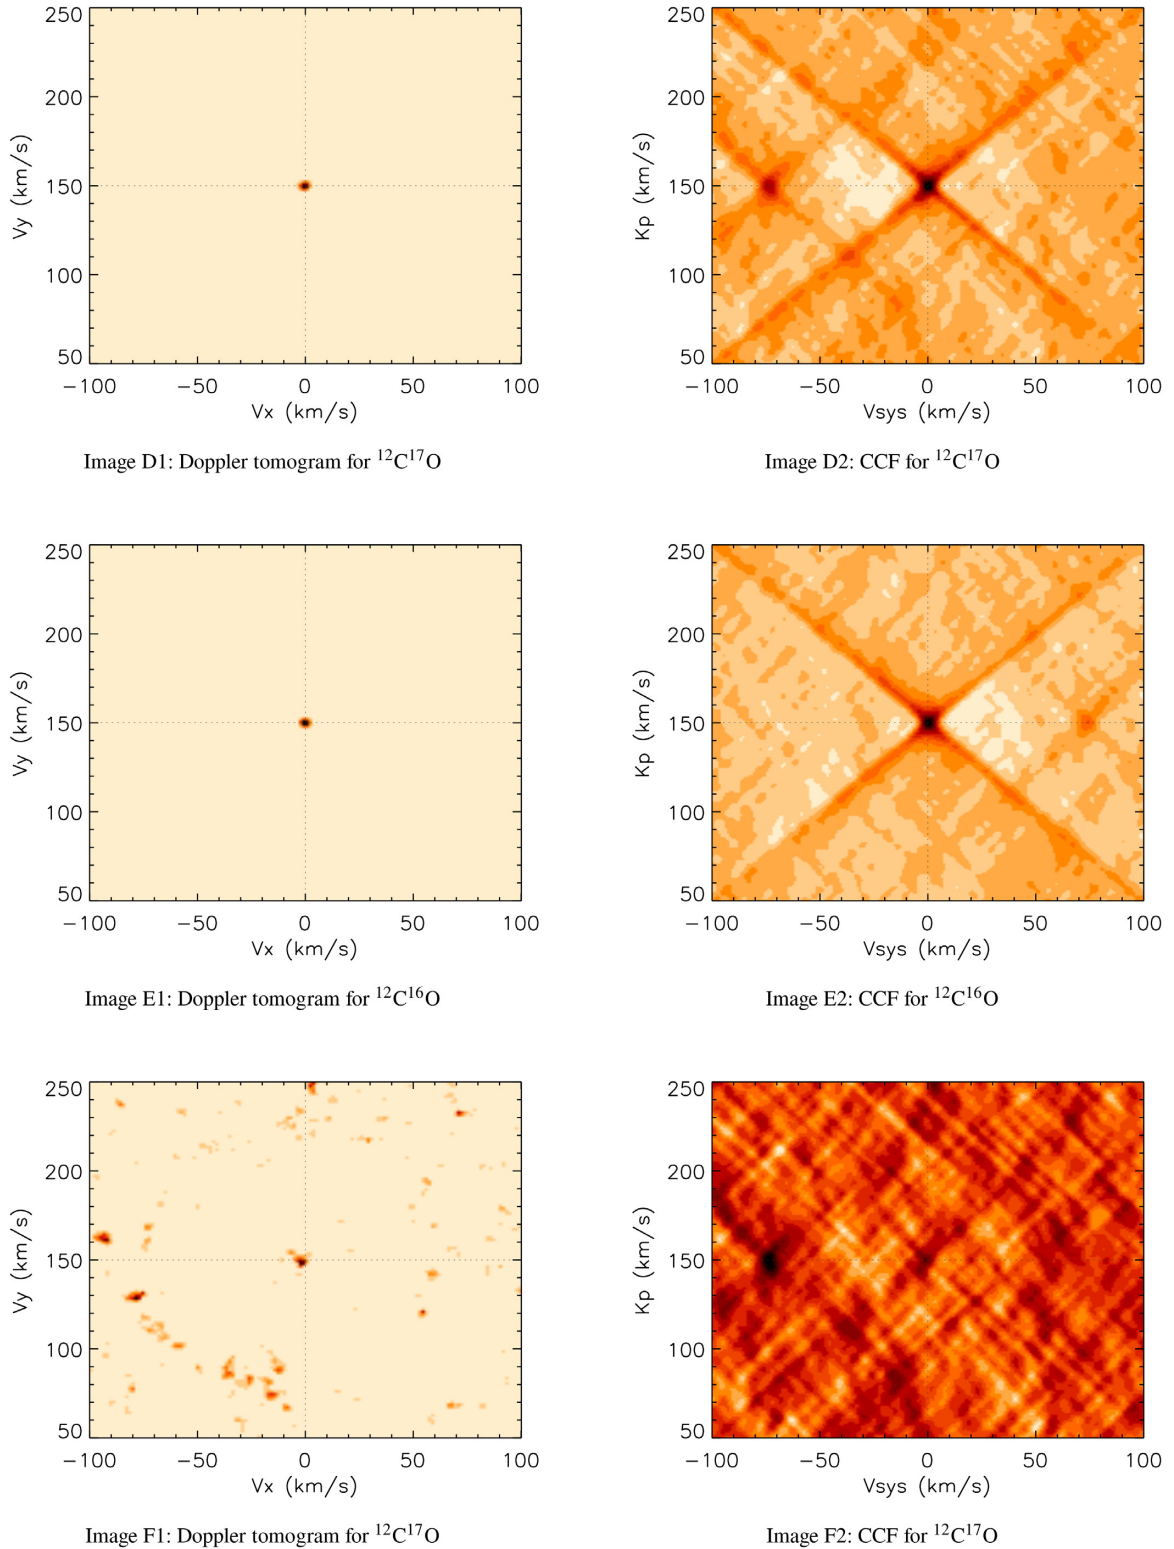 250
200
150
100
50
Vy (km/s)
−100 −50 0 50 100
Vx (km/s)
Image D1: Doppler tomogram for ¹²C¹⁷O
250
200
150
100
50
Kp (km/s)
−100 −50 0 50 100
Vsys (km/s)
Image D2: CCF for ¹²C¹⁷O
250
200
150
100
50
Vy (km/s)
−100 −50 0 50 100
Vx (km/s)
Image E1: Doppler tomogram for ¹²C¹⁶O
250
200
150
100
50
Kp (km/s)
−100 −50 0 50 100
Vsys (km/s)
Image E2: CCF for ¹²C¹⁶O
250
200
150
100
50
Vy (km/s)
−100 −50 0 50 100
Vx (km/s)
Image F1: Doppler tomogram for ¹²C¹⁷O
250
200
150
100
50
Kp (km/s)
−100 −50 0 50 100
Vsys (km/s)
Image F2: CCF for ¹²C¹⁷O